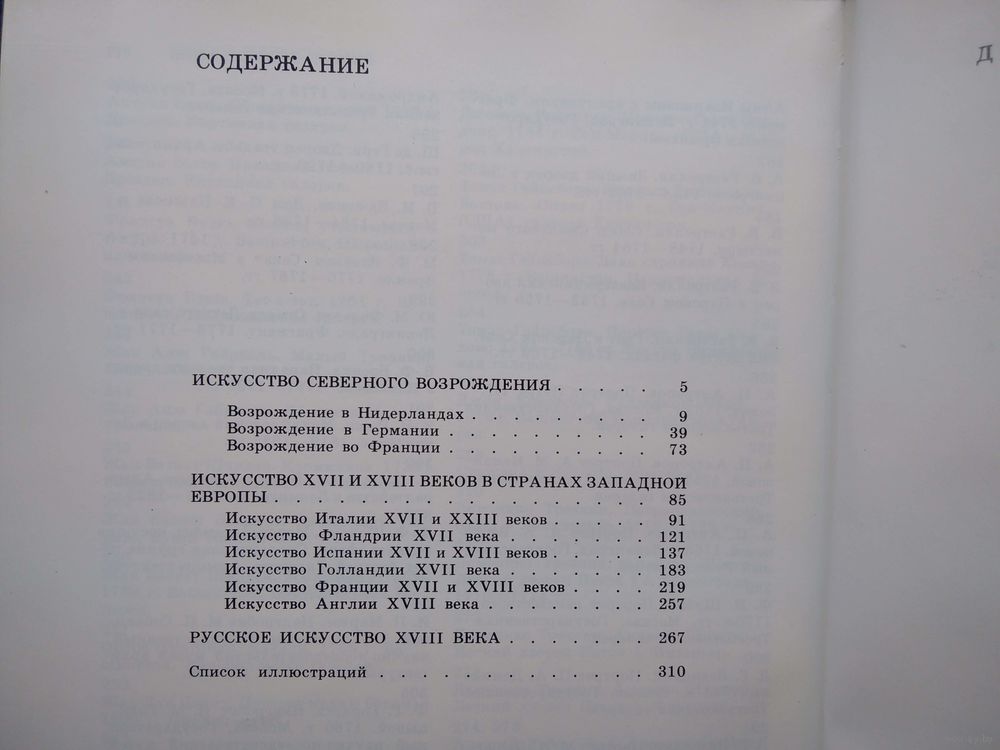 СОДЕРЖАНИЕ
Д
ИСКУССТВО СЕВЕРНОГО ВОЗРОЖДЕНИЯ . . . . . 5
Возрождение в Нидерландах . . . . . . . . . 9
Возрождение в Германии . . . . . . . . . . 39
Возрождение во Франции . . . . . . . . . . 73
ИСКУССТВО XVII И XVIII ВЕКОВ В СТРАНАХ ЗАПАДНОЙ
ЕВРОПЫ . . . . . . . . . . . . . . . . . . 85
Искусство Италии XVII и XXIII веков . . . . . 91
Искусство Фландрии XVII века . . . . . . . 121
Искусство Испании XVII и XVIII веков . . . . . 137
Искусство Голландии XVII века . . . . . . . 183
Искусство Франции XVII и XVIII веков . . . . 219
Искусство Англии XVIII века . . . . . . . . 257
РУССКОЕ ИСКУССТВО XVIII ВЕКА . . . . . . . 267
Список иллюстраций . . . . . . . . . . . . . 310